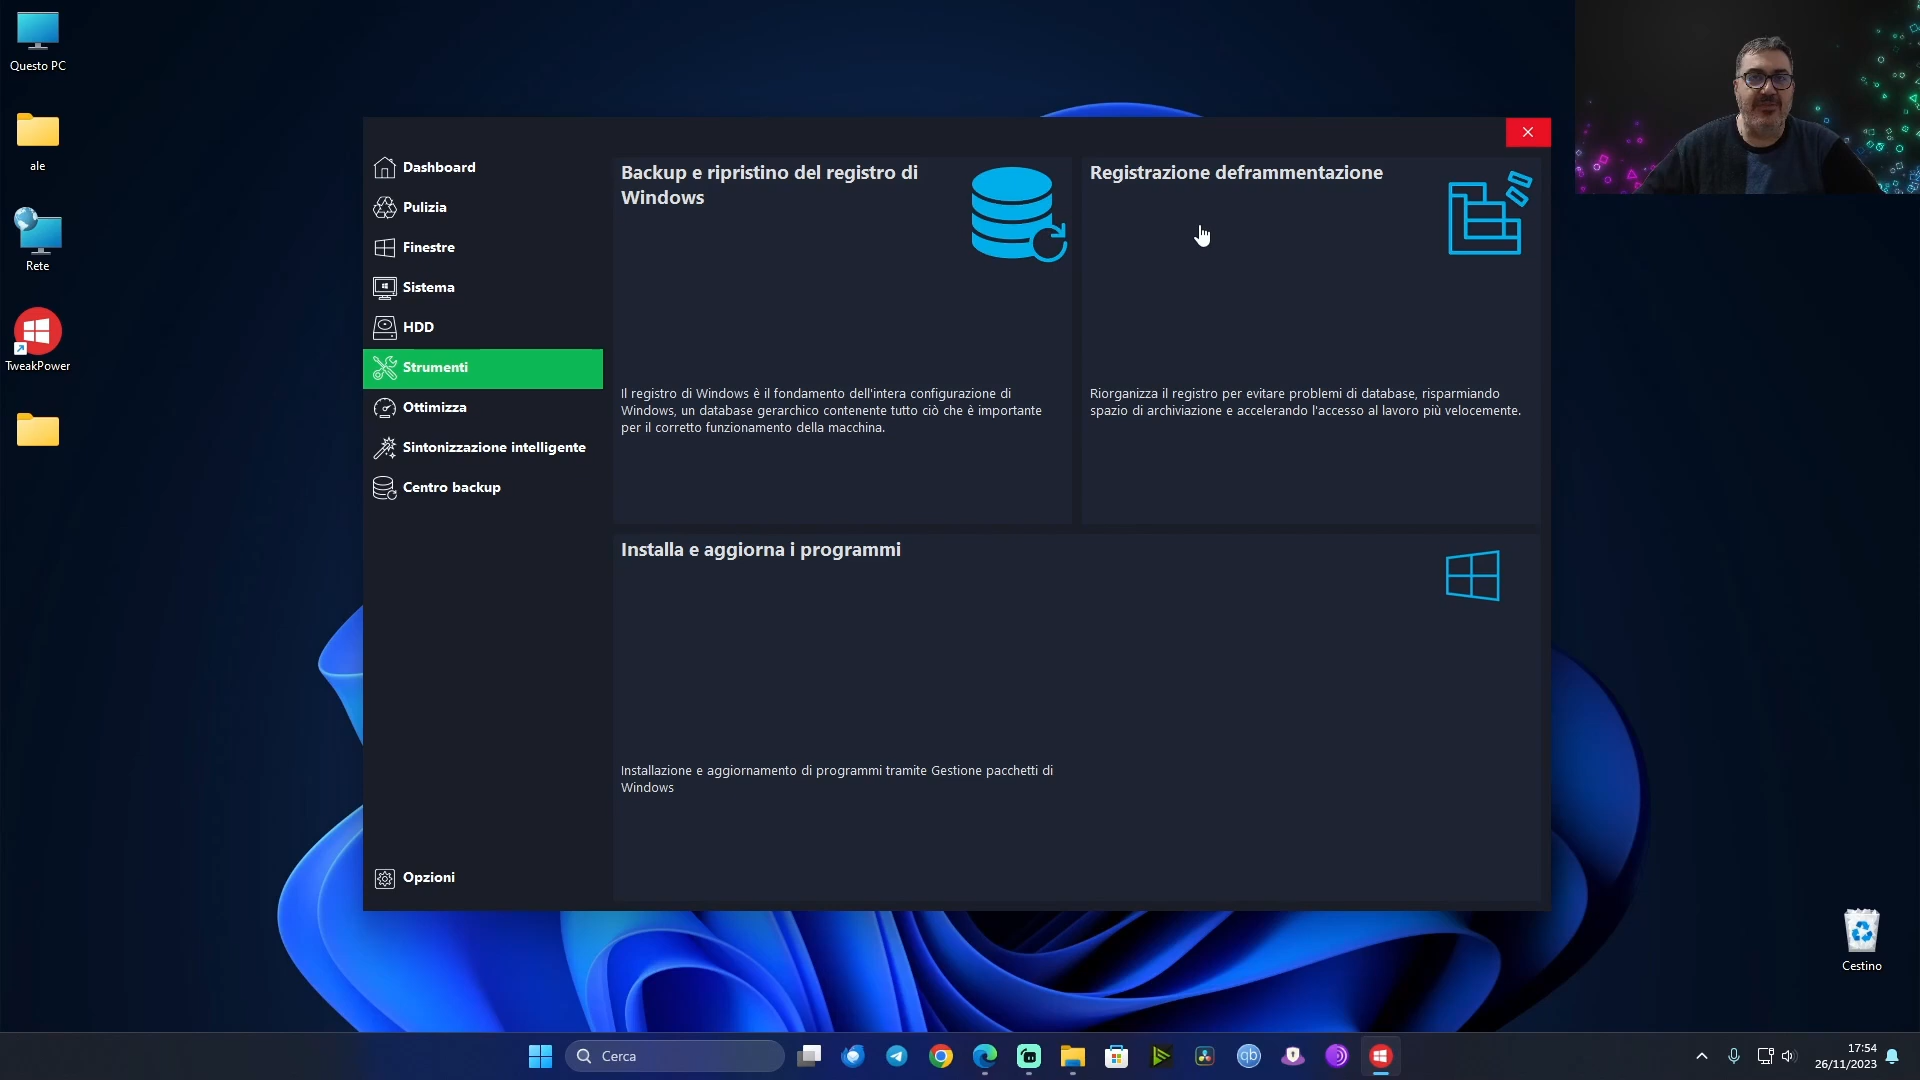 Questo PC
ale
Rete
TweakPower
Dashboard
Pulizia
Finestre
Sistema
HDD
Strumenti
Ottimizza
Sintonizzazione intelligente
Centro backup
Opzioni
Backup e ripristino del registro di
Windows
Il registro di Windows è il fondamento dell'intera configurazione di
Windows, un database gerarchico contenente tutto ciò che è importante
per il corretto funzionamento della macchina.
Registrazione deframmentazione
Riorganizza il registro per evitare problemi di database, risparmiando
spazio di archiviazione e accelerando l'accesso al lavoro più velocemente.
Installa e aggiorna i programmi
Installazione e aggiornamento di programmi tramite Gestione pacchetti di
Windows
Cestino
Cerca
qb
17:54
26/11/2023